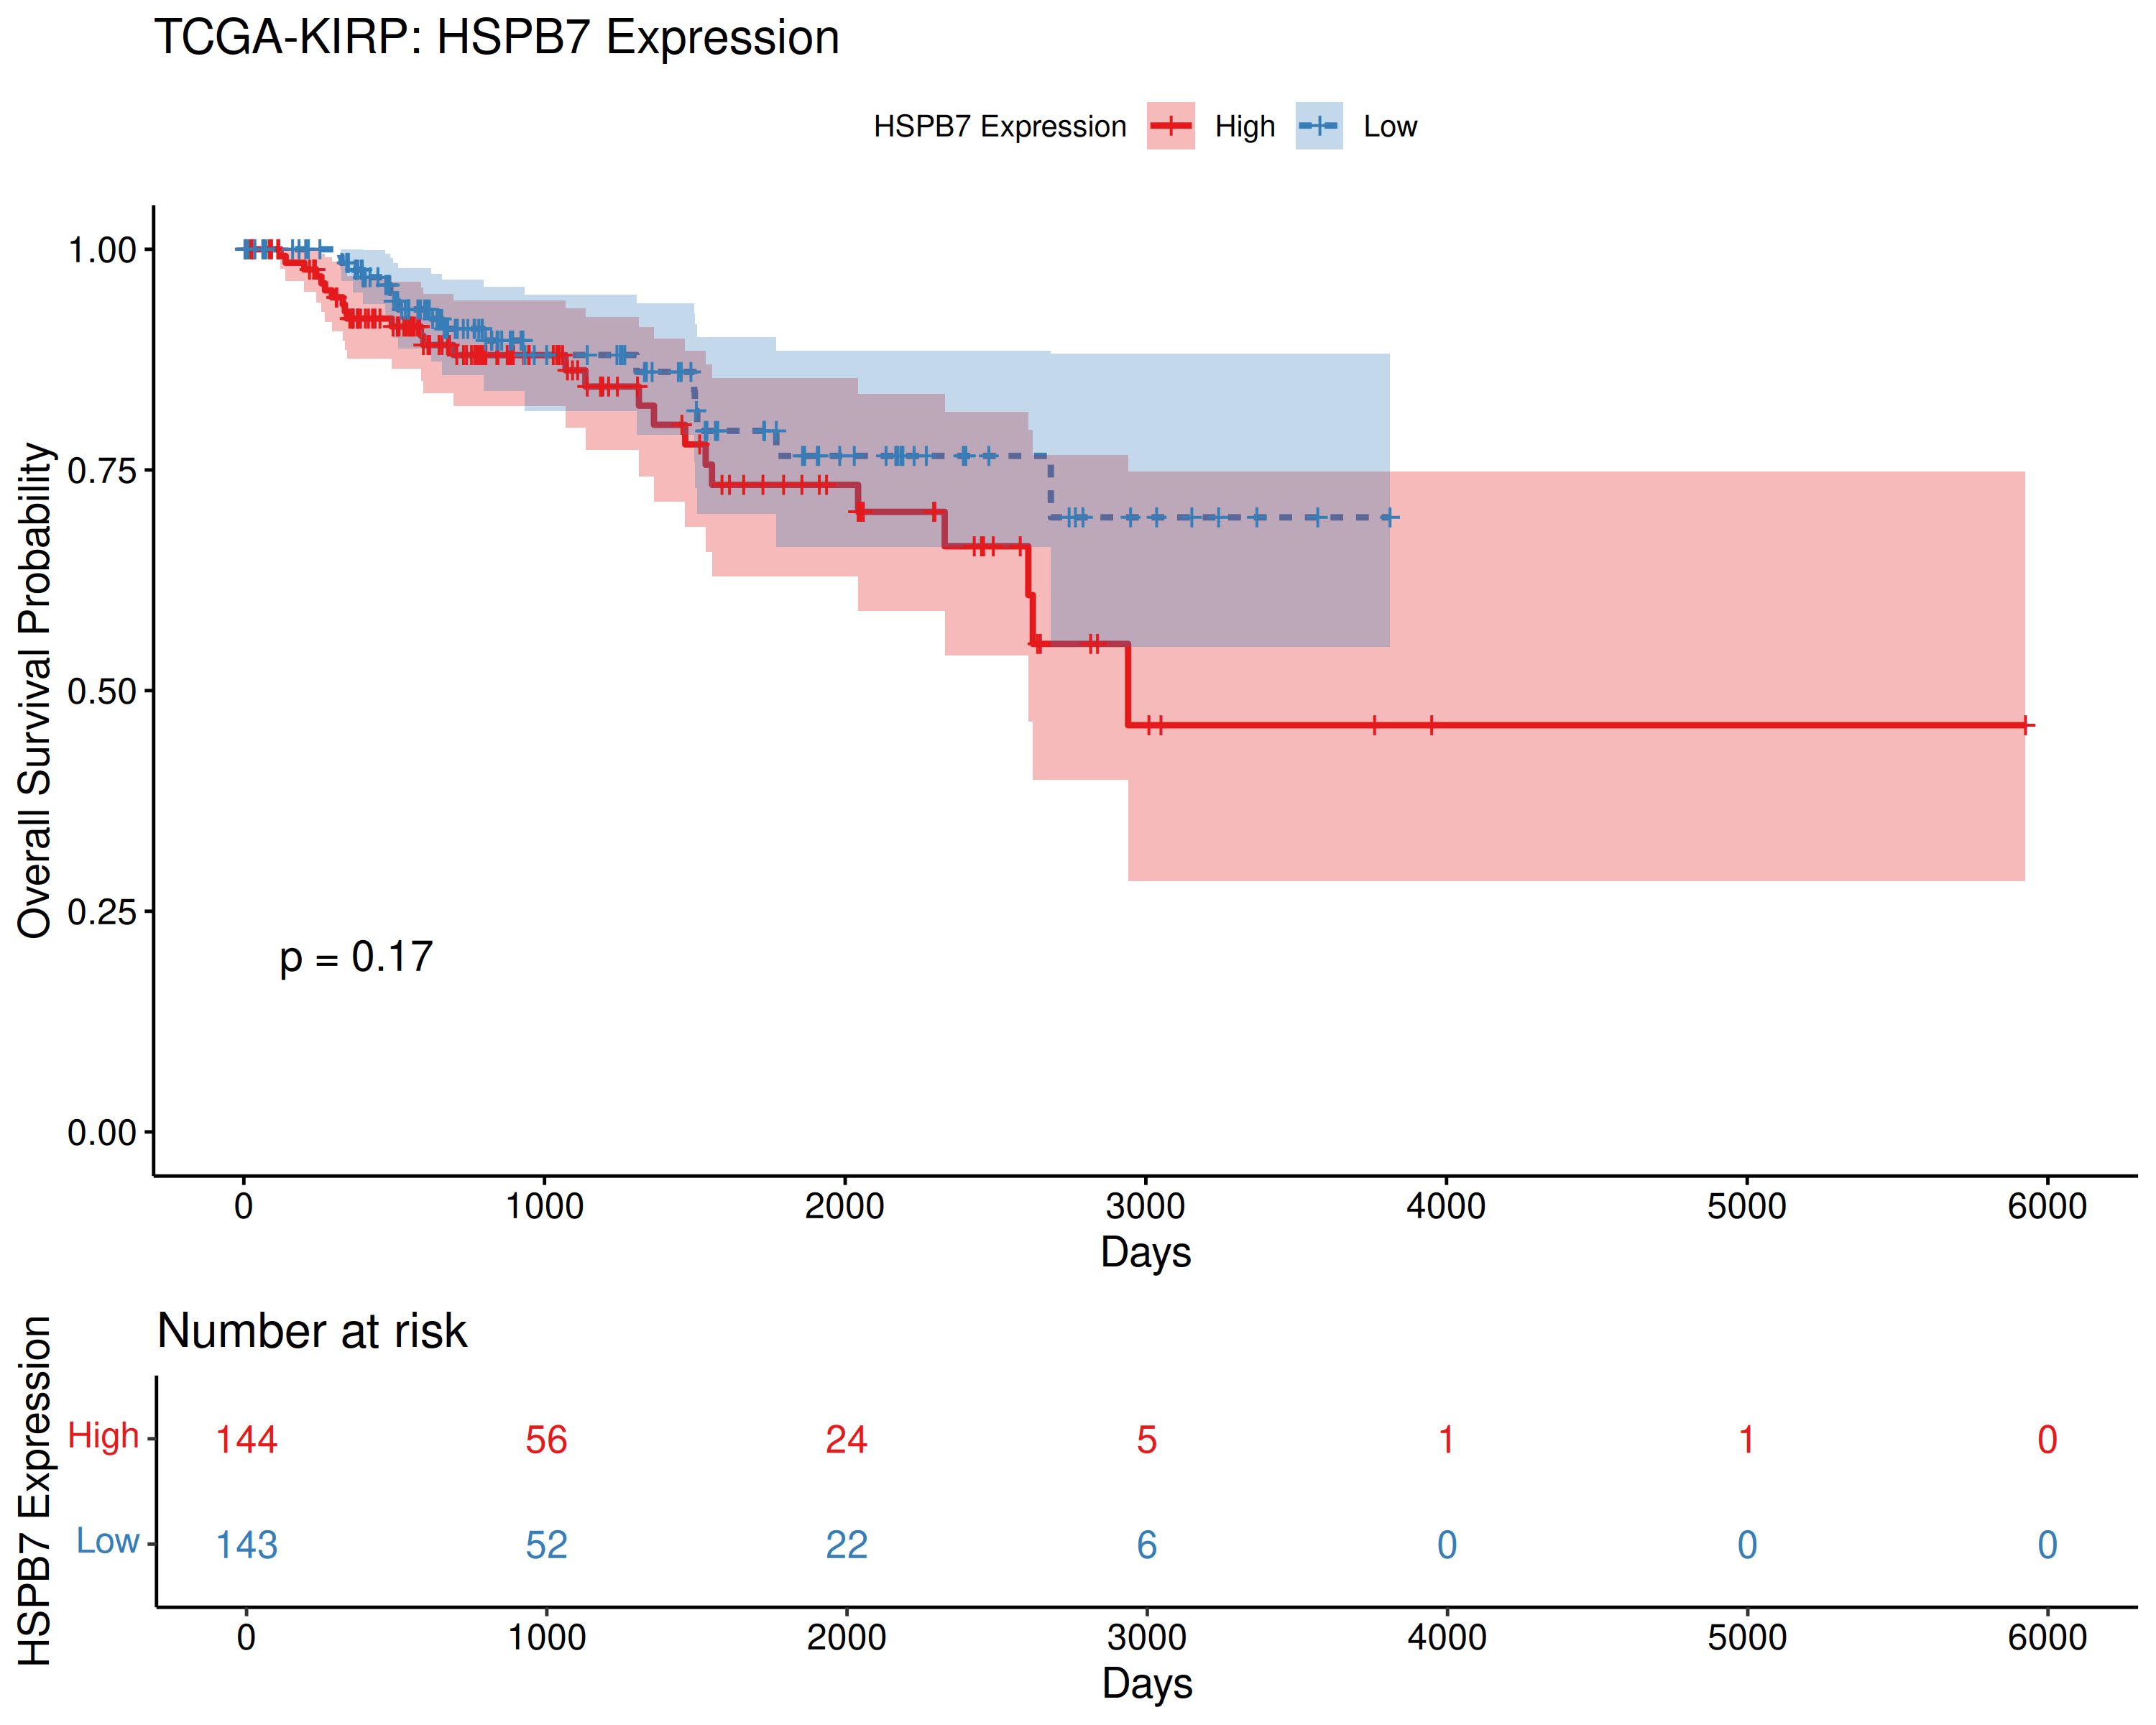 TCGA-KIRP: HSPB7 Expression
HSPB7 Expression High Low
Overall Survival Probability
1.00
0.75
0.50
0.25
0.00
p = 0.17
0 1000 2000 3000 4000 5000 6000
Days
Number at risk
HSPB7 Expression
High 144 56 24 5 1 1 0
Low 143 52 22 6 0 0 0
0 1000 2000 3000 4000 5000 6000
Days